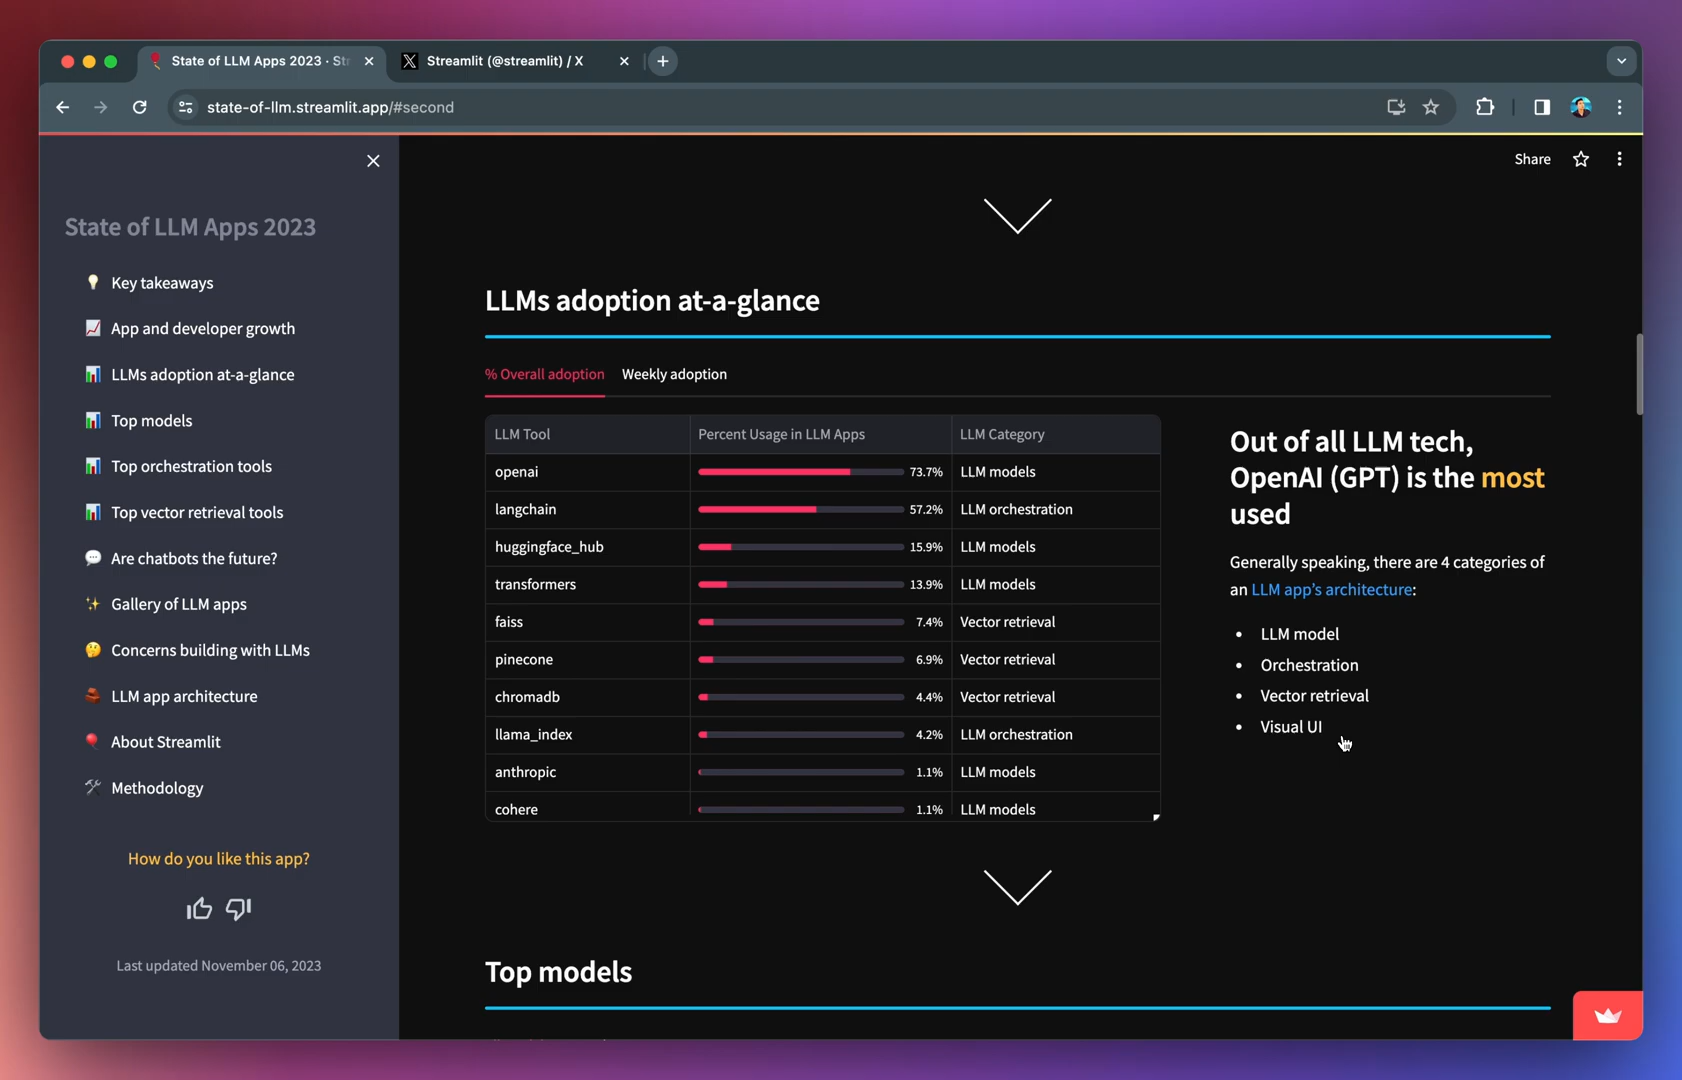 State of LLM Apps 2023 · Str
Streamlit (@streamlit) / X
state-of-llm.streamlit.app/#second
Share
State of LLM Apps 2023
Key takeaways
App and developer growth
LLMs adoption at-a-glance
Top models
Top orchestration tools
Top vector retrieval tools
Are chatbots the future?
Gallery of LLM apps
Concerns building with LLMs
LLM app architecture
About Streamlit
Methodology
How do you like this app?
Last updated November 06, 2023
LLMs adoption at-a-glance
% Overall adoption Weekly adoption
LLM Tool Percent Usage in LLM Apps LLM Category
openai 73.7% LLM models
langchain 57.2% LLM orchestration
huggingface_hub 15.9% LLM models
transformers 13.9% LLM models
faiss 7.4% Vector retrieval
pinecone 6.9% Vector retrieval
chromadb 4.4% Vector retrieval
llama_index 4.2% LLM orchestration
anthropic 1.1% LLM models
cohere 1.1% LLM models
Out of all LLM tech,
OpenAI (GPT) is the most
used
Generally speaking, there are 4 categories of
an LLM app's architecture:
• LLM model
• Orchestration
• Vector retrieval
• Visual UI
Top models